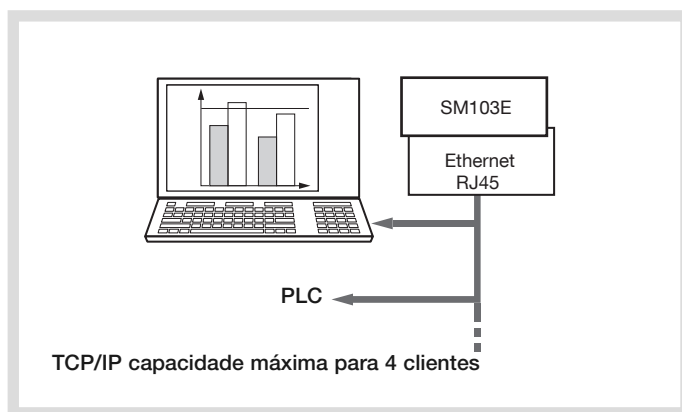 SM103E
Ethernet
RJ45
PLC
TCP/IP capacidade máxima para 4 clientes